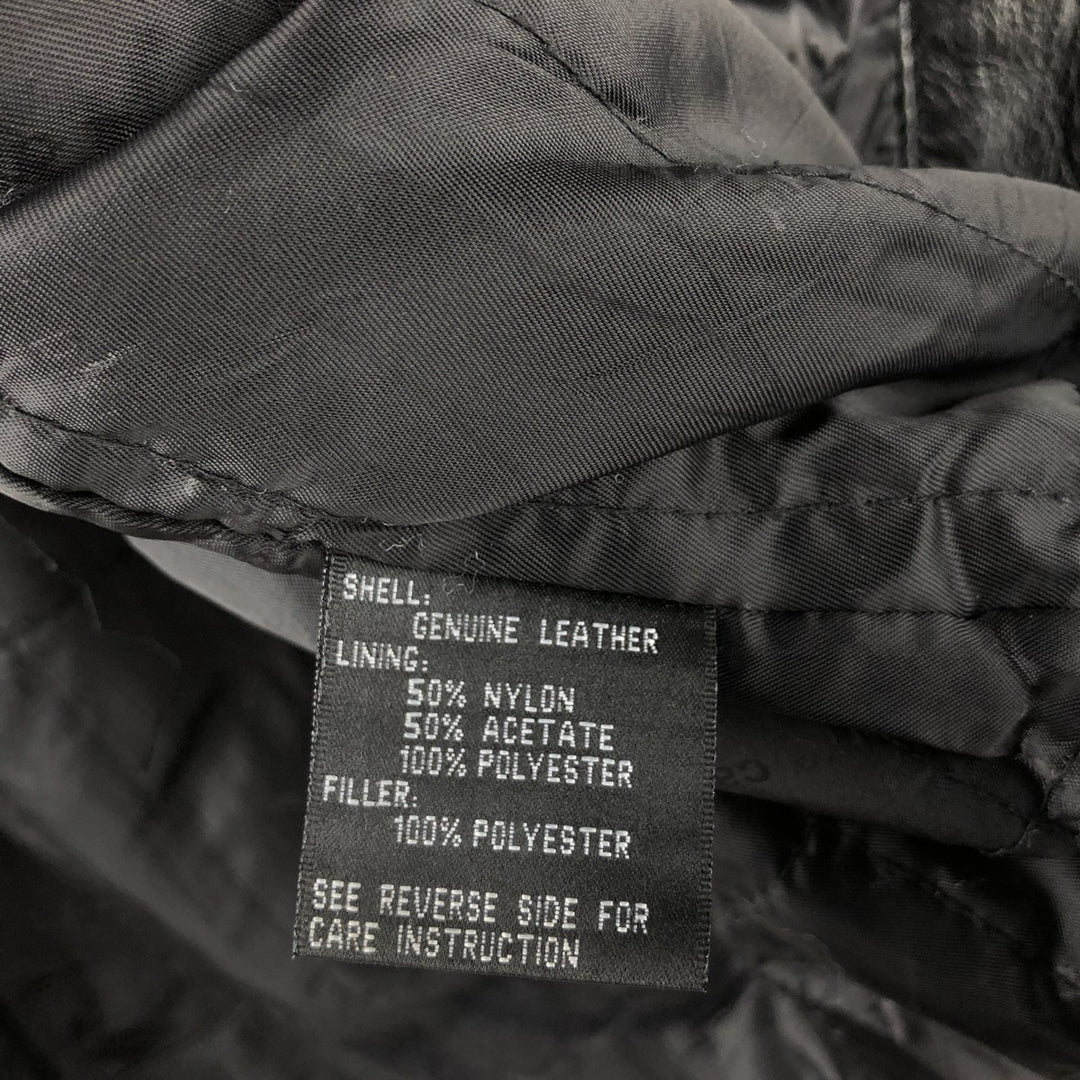 SHELL:
GENUINE LEATHER
LINING:
50% NYLON
50% ACETATE
100% POLYESTER
FILLER:
100% POLYESTER
SEE REVERSE SIDE FOR
CARE INSTRUCTION